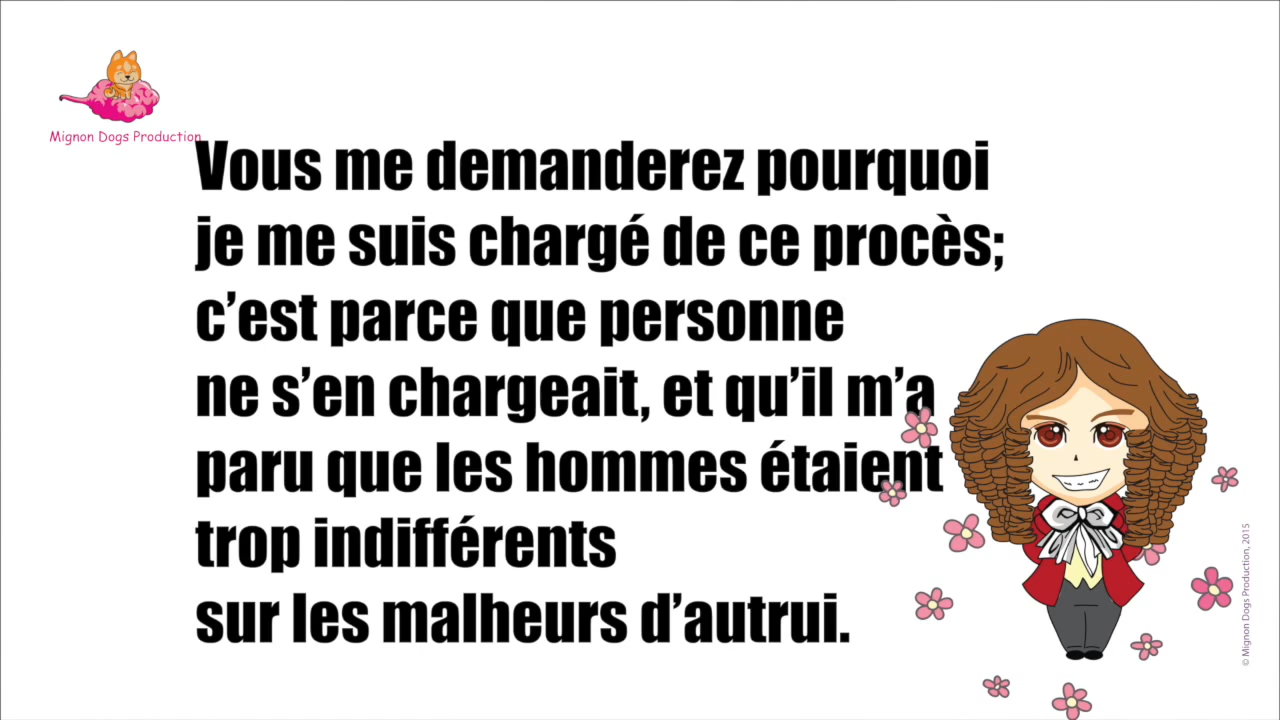 Mignon Dogs Production
Vous me demanderez pourquoi
je me suis chargé de ce procès;
c’est parce que personne
ne s’en chargeait, et qu’il m’a
paru que les hommes étaient
trop indifférents
sur les malheurs d’autrui.
© Mignon Dogs Production, 2015